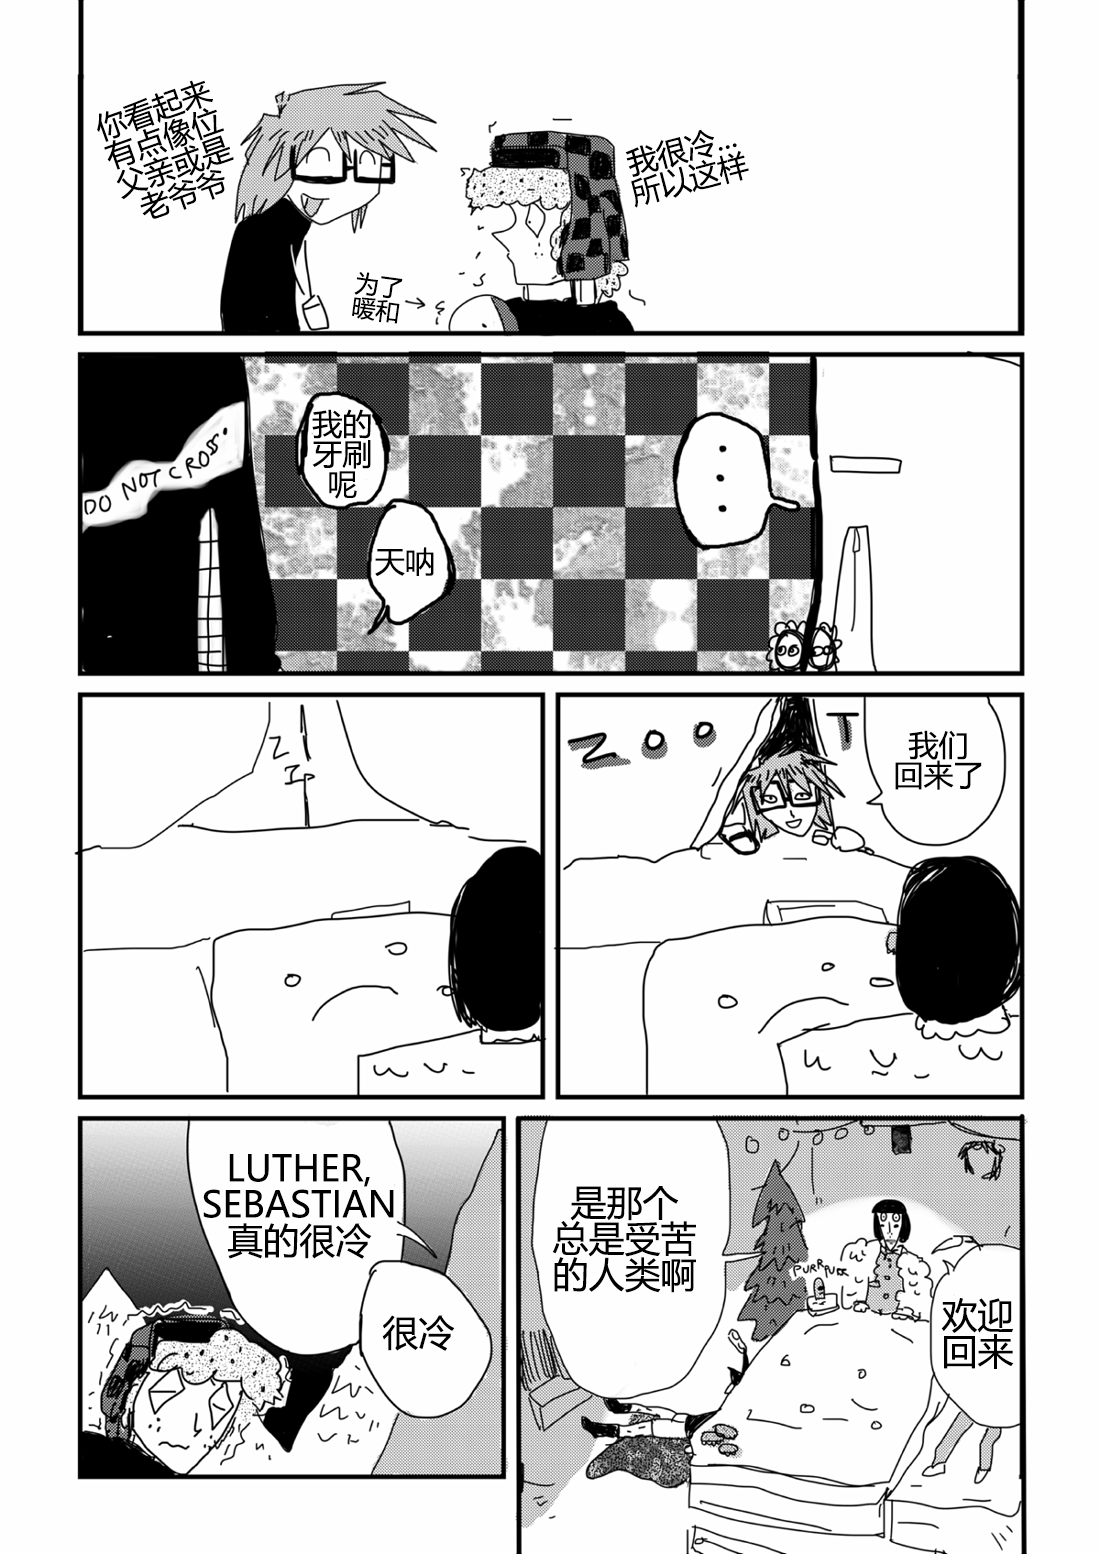 你看起来
有点像位
父亲或是
老爷爷
我很冷...
所以这样
为了
暖和
DO NOT CROSS.
我的
牙刷
呢
天呐
...
ZIP
ZOO T
我们
回来了
LUTHER,
SEBASTIAN
真的很冷
很冷
是那个
总是受苦
的人类啊
PURRPURR
欢迎
回来